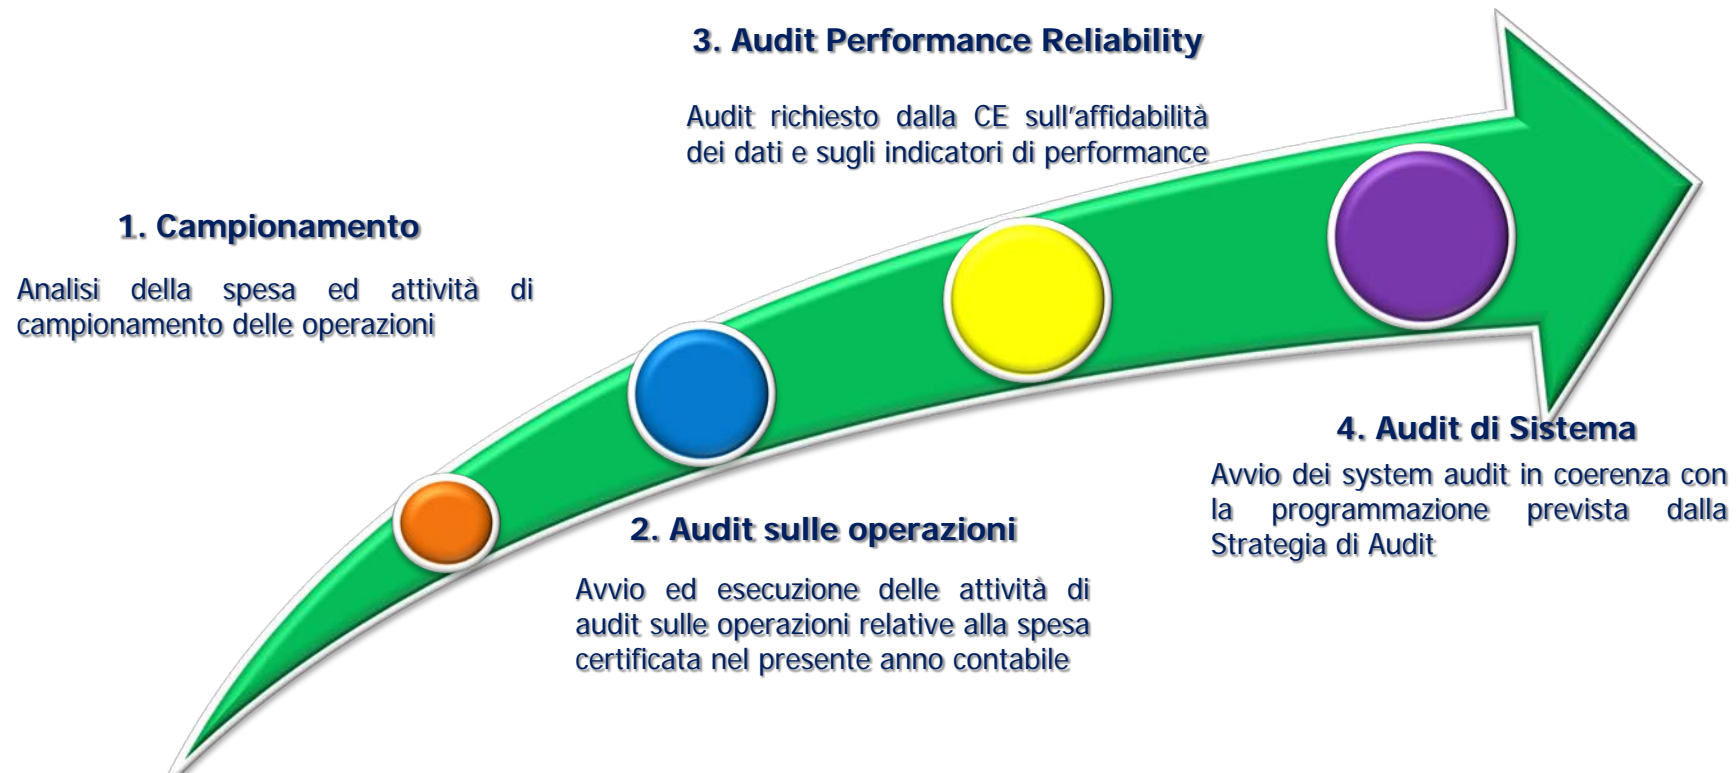 1. Campionamento
Analisi della spesa ed attività di
campionamento delle operazioni
2. Audit sulle operazioni
Avvio ed esecuzione delle attività di
audit sulle operazioni relative alla spesa
certificata nel presente anno contabile
3. Audit Performance Reliability
Audit richiesto dalla CE sull'affidabilità
dei dati e sugli indicatori di performance
4. Audit di Sistema
Avvio dei system audit in coerenza con
la programmazione prevista dalla
Strategia di Audit